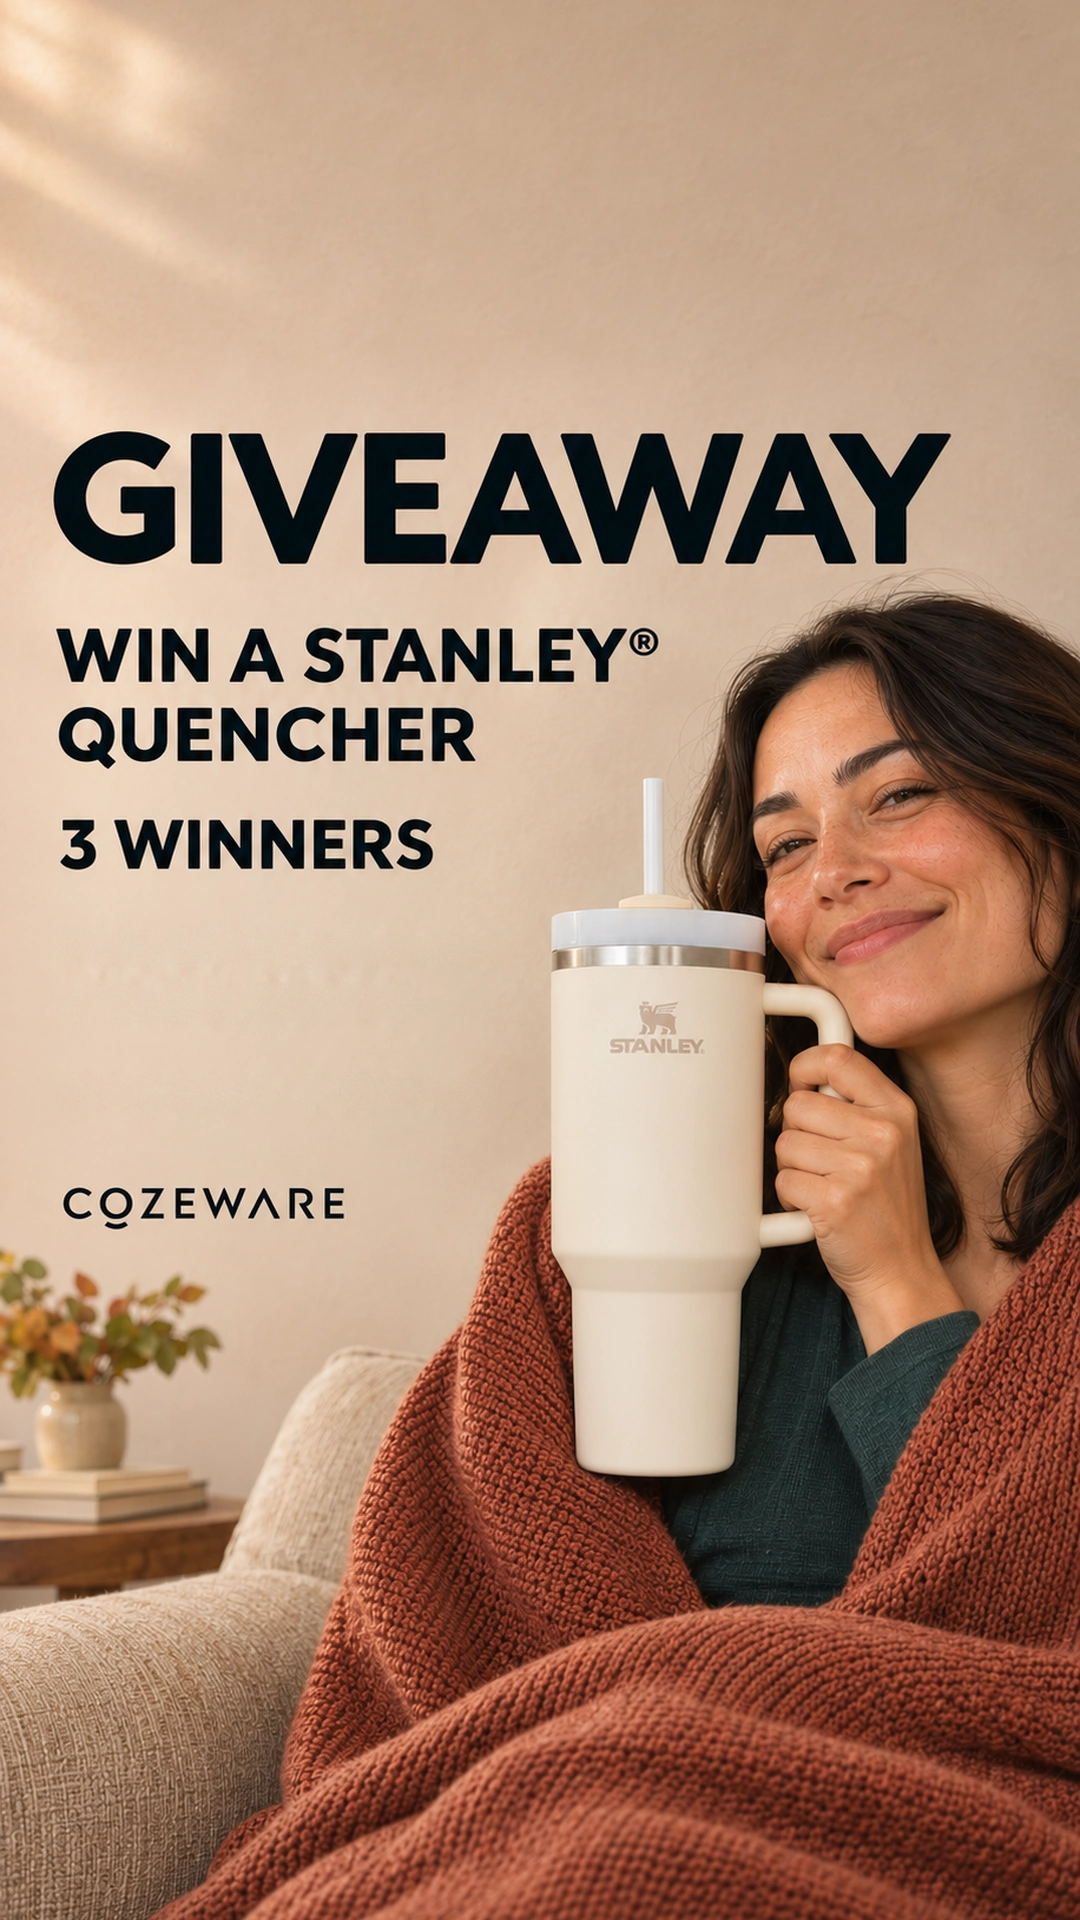 GIVEAWAY
WIN A STANLEY®
QUENCHER
3 WINNERS
STANLEY.
COZEWARE